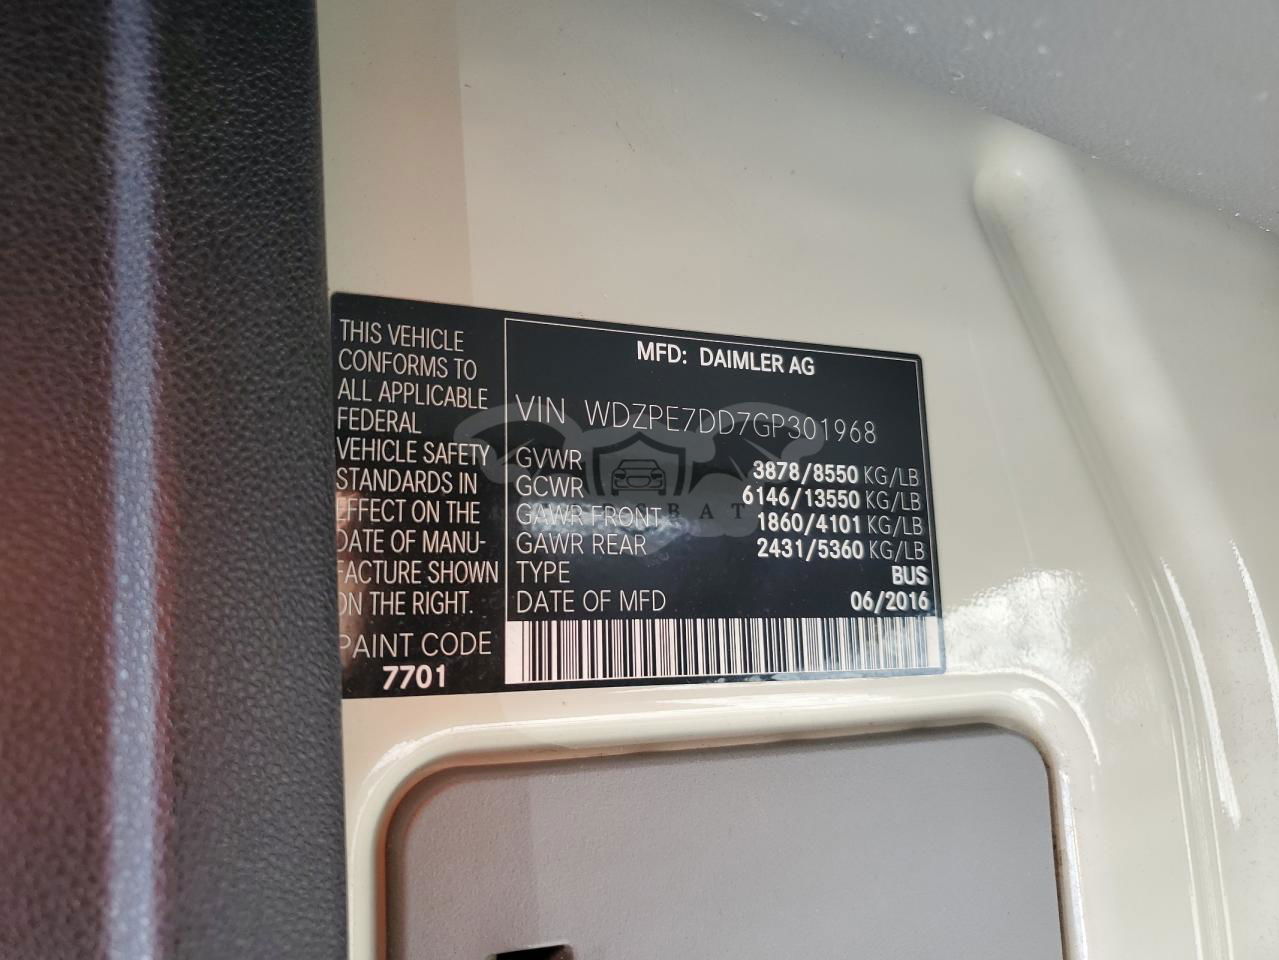 THIS VEHICLE
CONFORMS TO
ALL APPLICABLE
FEDERAL
VEHICLE SAFETY
STANDARDS IN
EFFECT ON THE
DATE OF MANU-
FACTURE SHOWN
ON THE RIGHT.
PAINT CODE
7701
MFD: DAIMLER AG
VIN WDZPE7DD7GP301968
GVWR 3878/8550 KG/LB
GCWR 6146/13550 KG/LB
GAWR FRONT 1860/4101 KG/LB
GAWR REAR 2431/5360 KG/LB
TYPE BUS
DATE OF MFD 06/2016